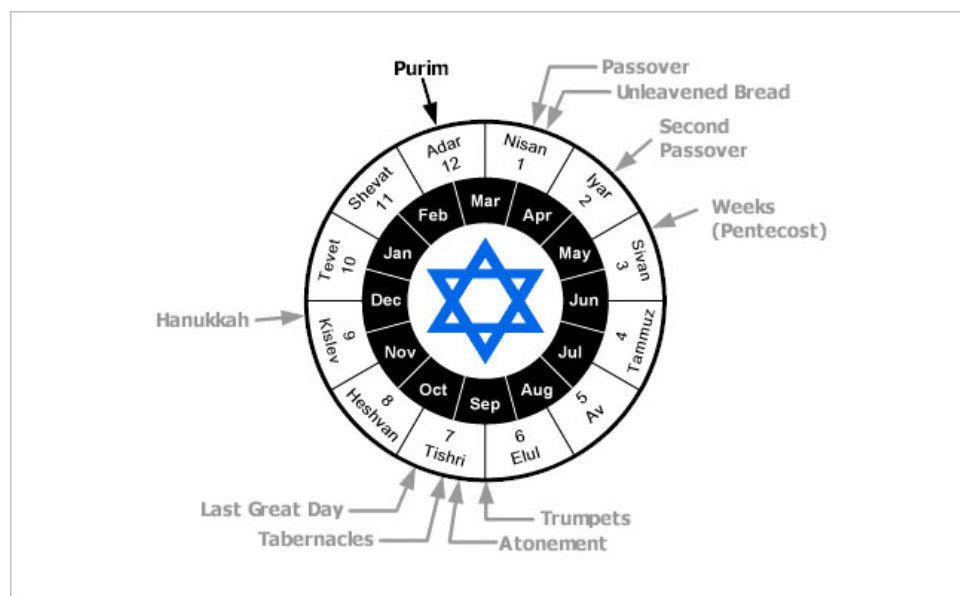 Purim
Passover
Unleavened Bread
Second
Passover
Weeks
(Pentecost)
Hanukkah
Last Great Day
Tabernacles
Trumpets
Atonement
Nisan
1
Iyar
2
Sivan
3
4
Tammuz
5
Av
6
Elul
7
Tishri
8
Heshvan
9
Kislev
Tevet
10
Shevat
11
Adar
12
Mar
Apr
May
Jun
Jul
Aug
Sep
Oct
Nov
Dec
Jan
Feb